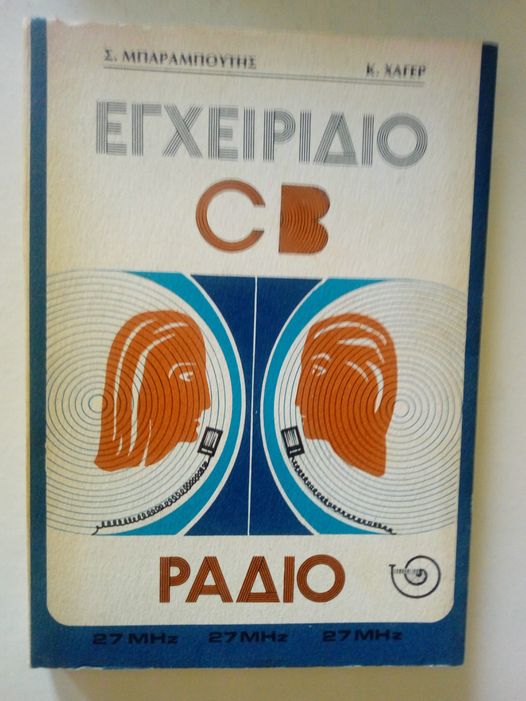 Σ. ΜΠΑΡΑΜΠΟΥΤΗΣ Κ. ΧΑΓΕΡ
ΕΓΧΕΙΡΙΔΙΟ
CB
ΡΑΔΙΟ
27 MHz 27 MHz 27 MHz